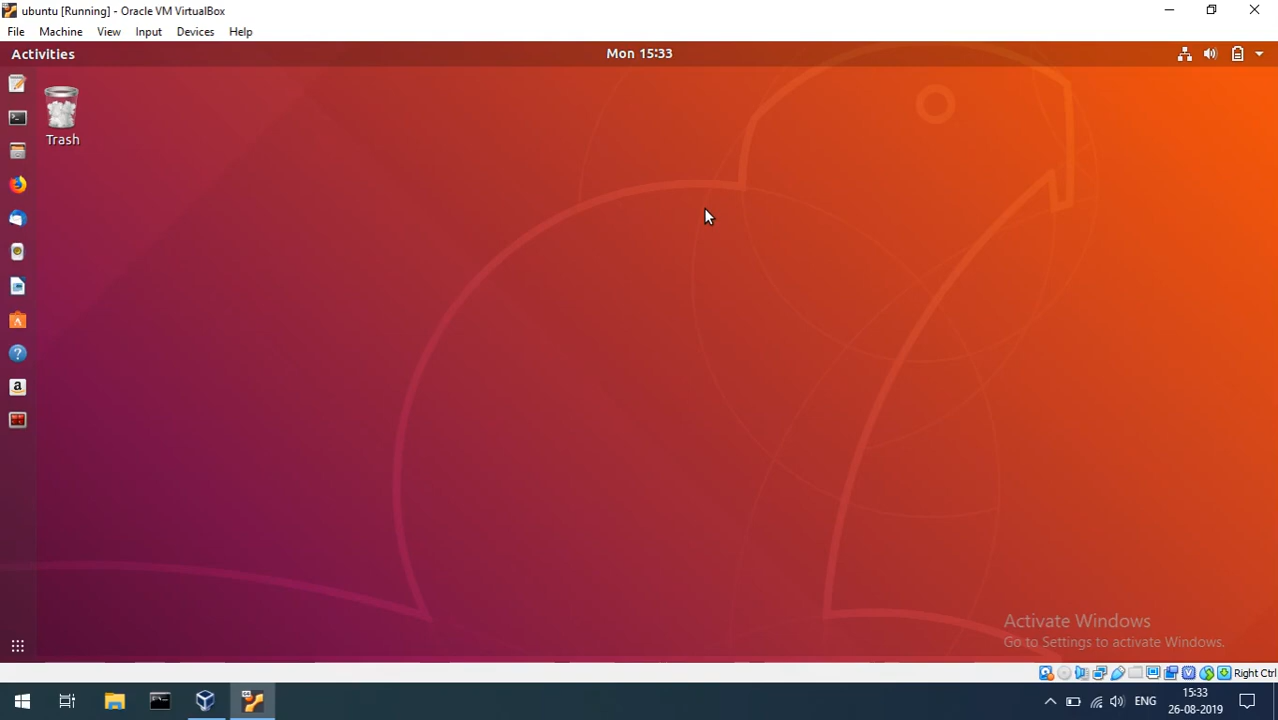 ubuntu [Running] - Oracle VM VirtualBox
File Machine View Input Devices Help
Activities
Mon 15:33
Trash
Activate Windows
Go to Settings to activate Windows.
Right Ctrl
ENG
15:33
26-08-2019